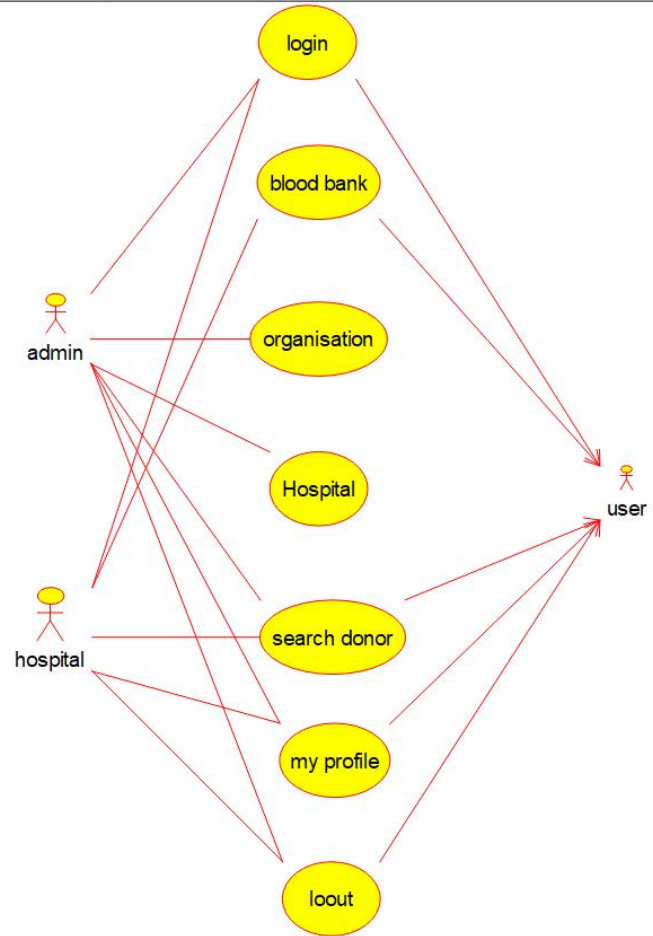 login
blood bank
organisation
admin
Hospital
user
search donor
hospital
my profile
loout